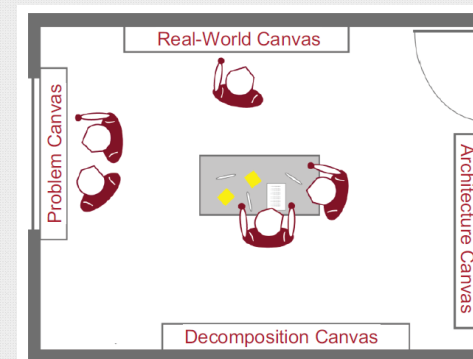 Real-World Canvas
Problem Canvas
Architecture Canvas
Decomposition Canvas